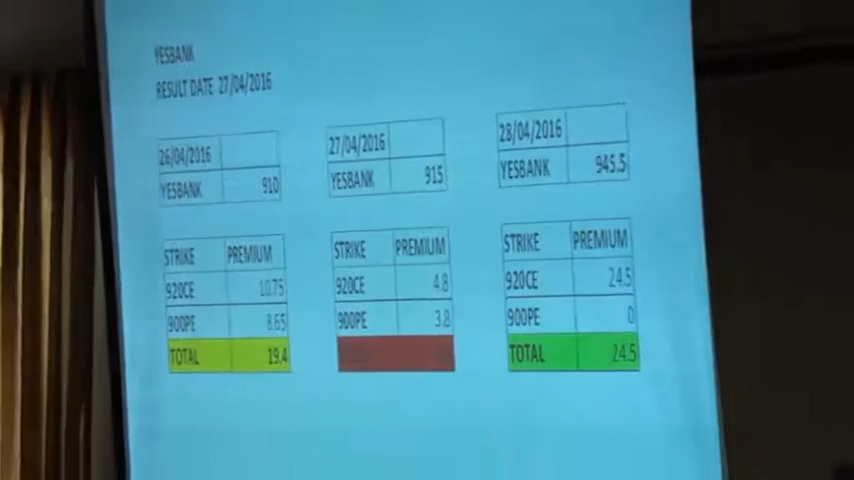 YESBANK
RESULT DATE 27/04/2016
26/04/2016
YESBANK 910
STRIKE PREMIUM
920CE 10.75
900PE 8.65
TOTAL 19.4
27/04/2016
YESBANK 915
STRIKE PREMIUM
920CE 4.8
900PE 3.8
28/04/2016
YESBANK 945.5
STRIKE PREMIUM
920CE 24.5
900PE 0
TOTAL 24.5